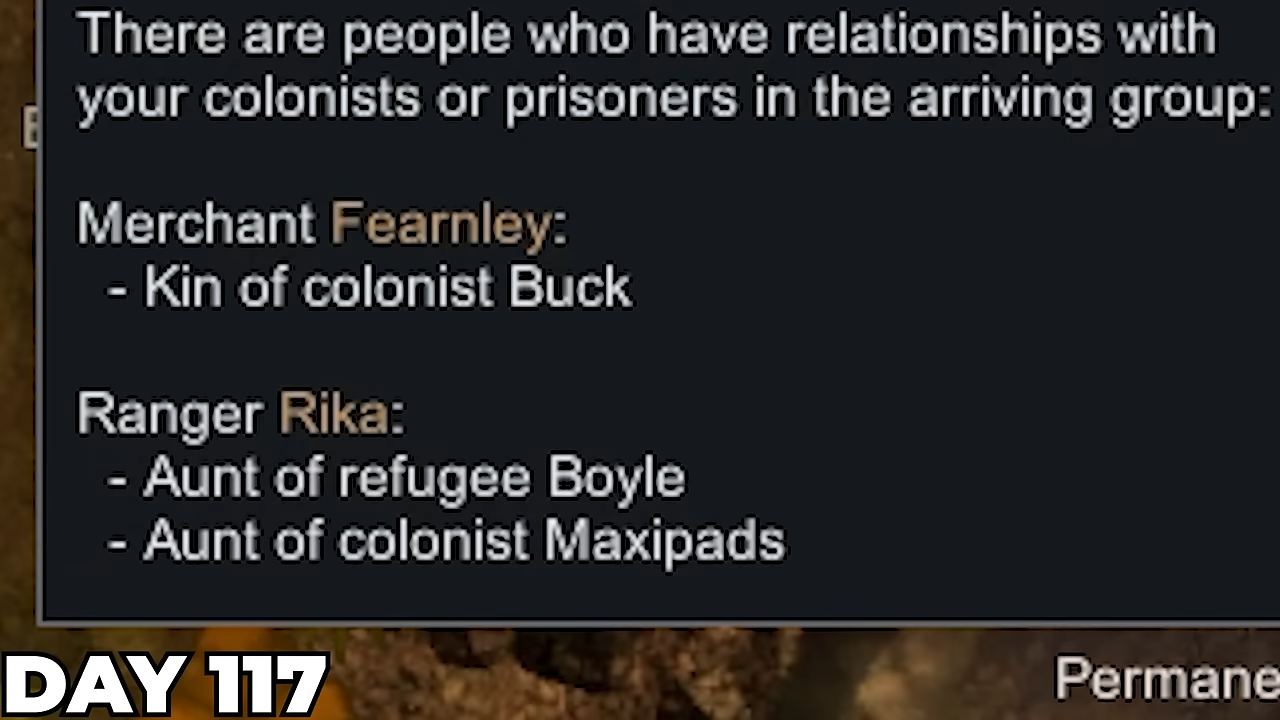 There are people who have relationships with
your colonists or prisoners in the arriving group:
Merchant Fearnley:
- Kin of colonist Buck
Ranger Rika:
- Aunt of refugee Boyle
- Aunt of colonist Maxipads
DAY 117